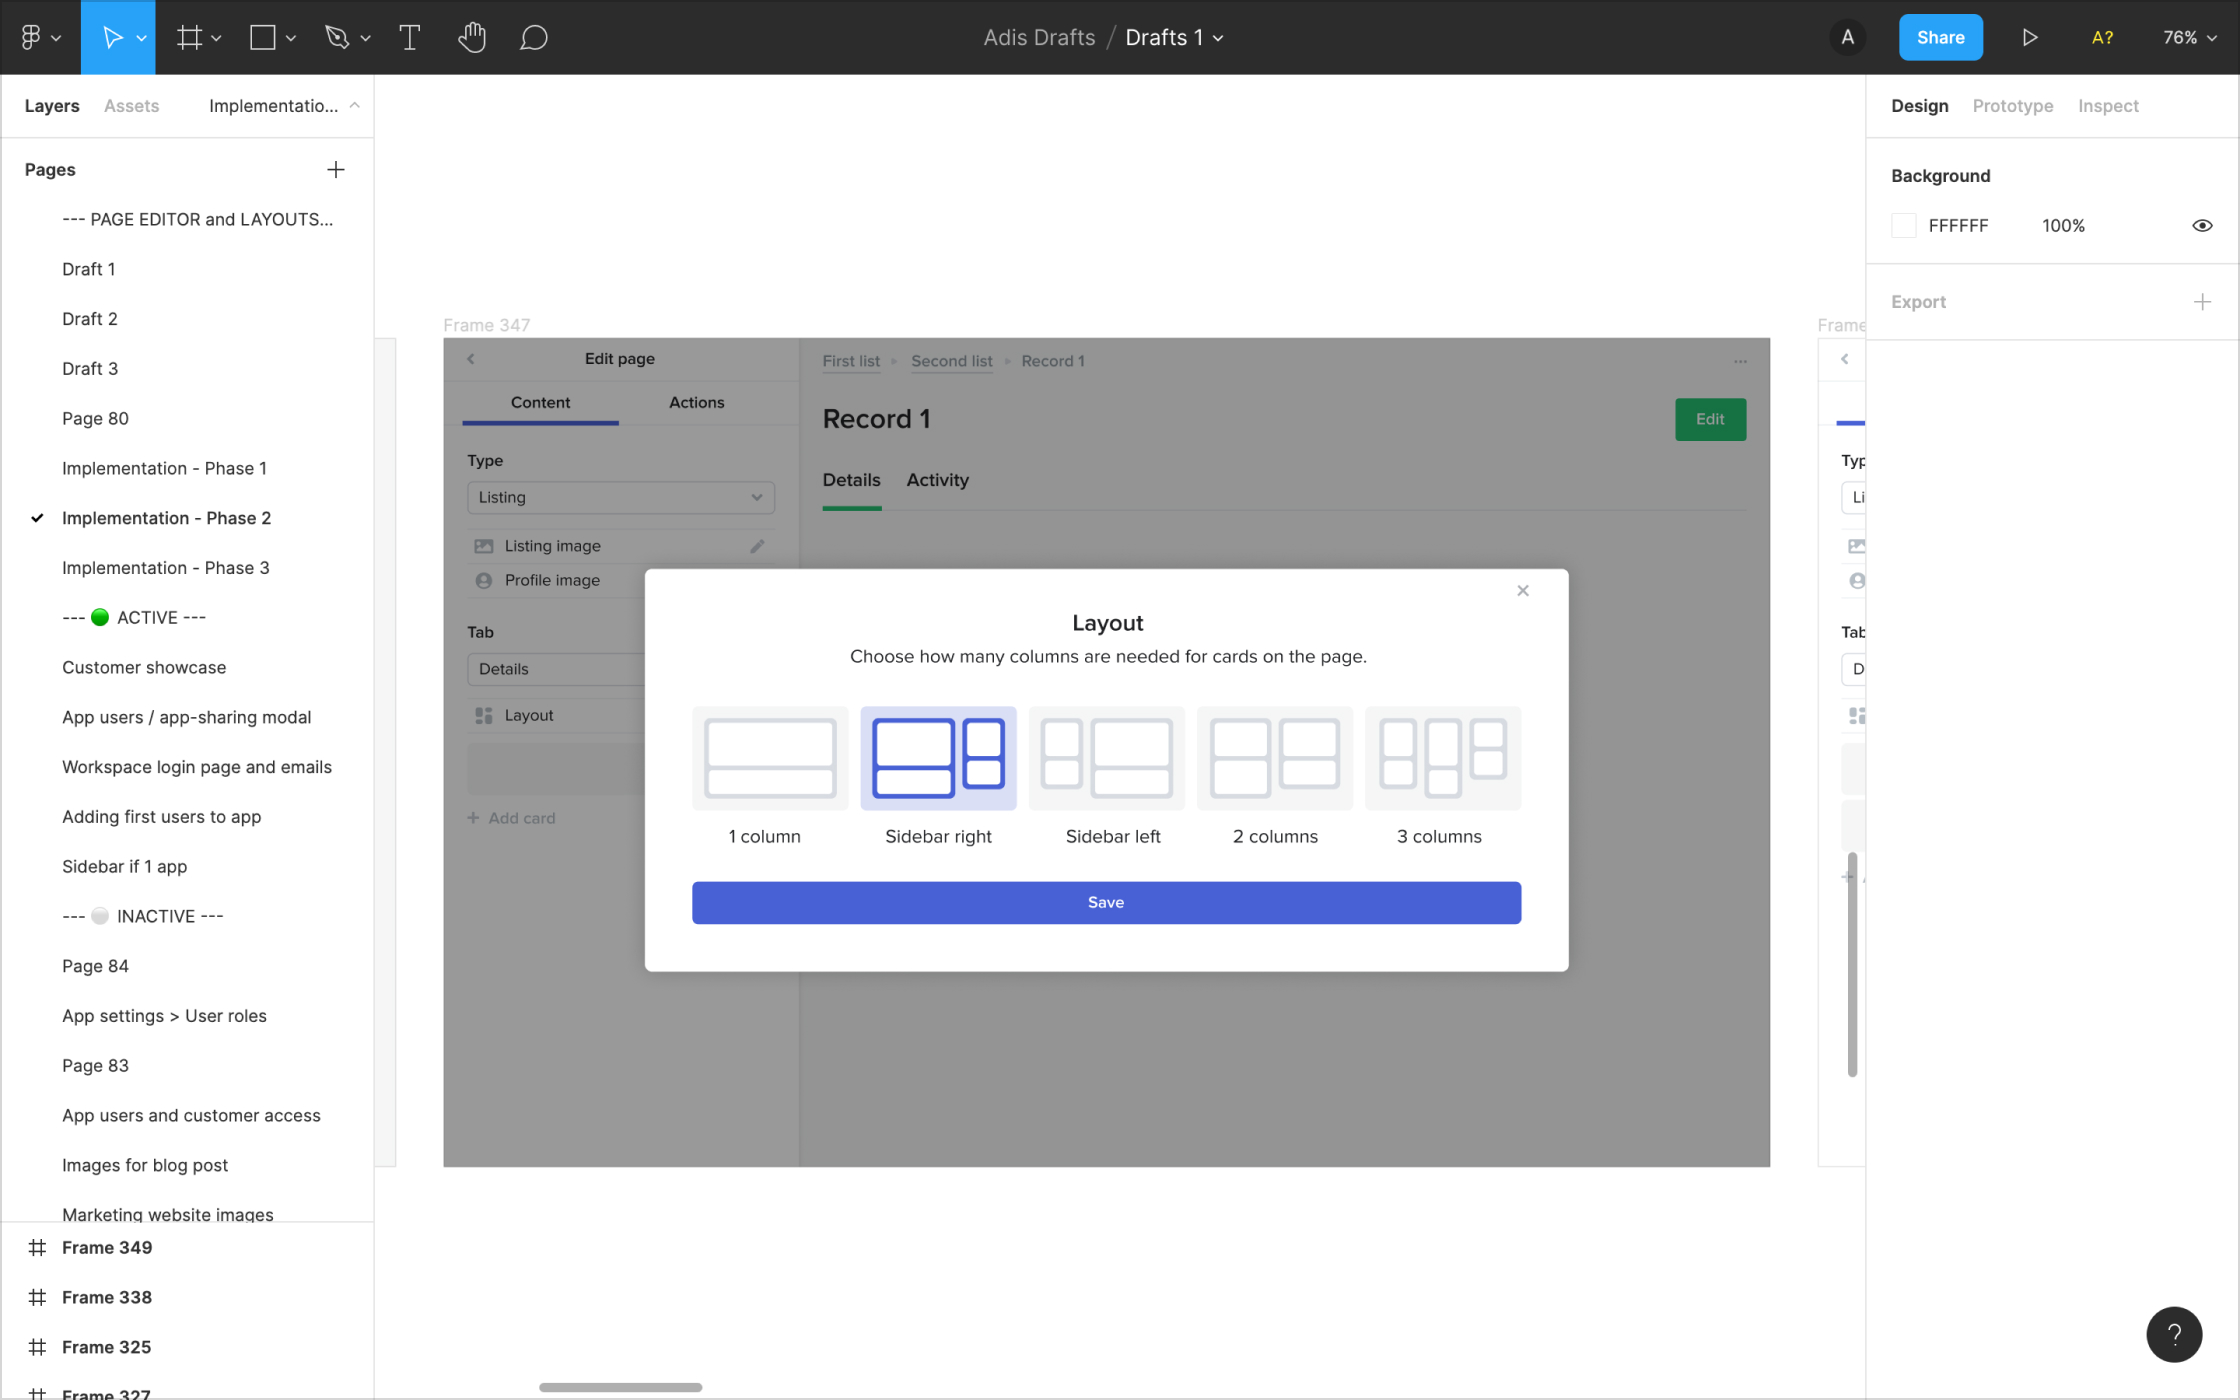 Adis Drafts / Drafts 1
A
Share
A?
76%
Layers
Assets
Implementatio...
Pages
--- PAGE EDITOR and LAYOUTS...
Draft 1
Draft 2
Draft 3
Page 80
Implementation - Phase 1
Implementation - Phase 2
Implementation - Phase 3
--- ACTIVE ---
Customer showcase
App users / app-sharing modal
Workspace login page and emails
Adding first users to app
Sidebar if 1 app
--- INACTIVE ---
Page 84
App settings > User roles
Page 83
App users and customer access
Images for blog post
Marketing website images
Frame 349
Frame 338
Frame 325
Frame 327
Frame 347
Edit page
Content
Actions
Type
Listing
Listing image
Profile image
Tab
Details
Layout
+ Add card
First list
Second list
Record 1
...
Record 1
Edit
Details
Activity
Layout
Choose how many columns are needed for cards on the page.
1 column
Sidebar right
Sidebar left
2 columns
3 columns
Save
Frame
Typ
Li
Tab
D
Design
Prototype
Inspect
Background
FFFFFF
100%
Export
?